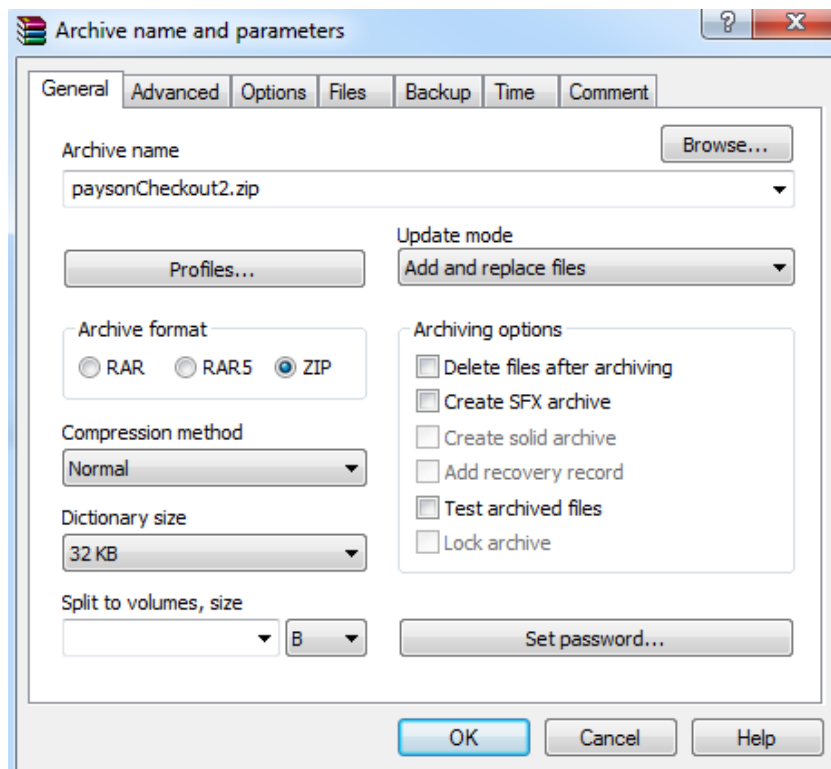 Archive name and parameters
General Advanced Options Files Backup Time Comment
Archive name
Browse...
paysonCheckout2.zip
Update mode
Profiles...
Add and replace files
Archive format
RAR RAR5 ZIP
Archiving options
Delete files after archiving
Create SFX archive
Create solid archive
Add recovery record
Test archived files
Lock archive
Compression method
Normal
Dictionary size
32 KB
Split to volumes, size
B
Set password...
OK Cancel Help